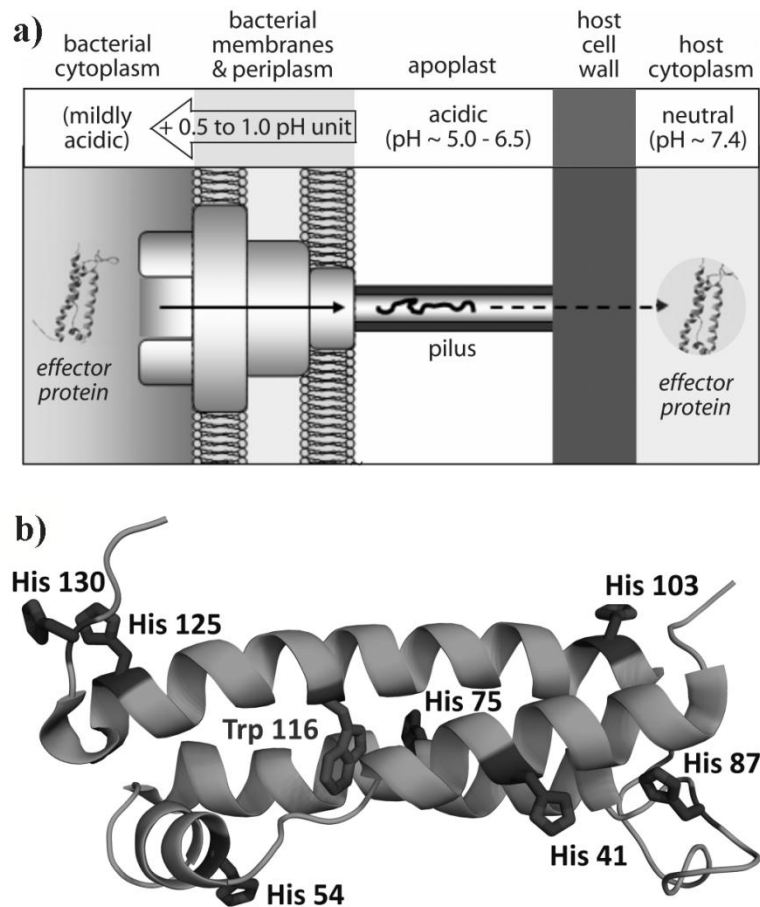 a)
bacterial
cytoplasm
bacterial
membranes
& periplasm
apoplast
host
cell
wall
host
cytoplasm
(mildly
acidic)
+ 0.5 to 1.0 pH unit
acidic
(pH ~ 5.0 - 6.5)
neutral
(pH ~ 7.4)
effector
protein
pilus
effector
protein
b)
His 130
His 125
His 103
Trp 116
His 75
His 87
His 41
His 54